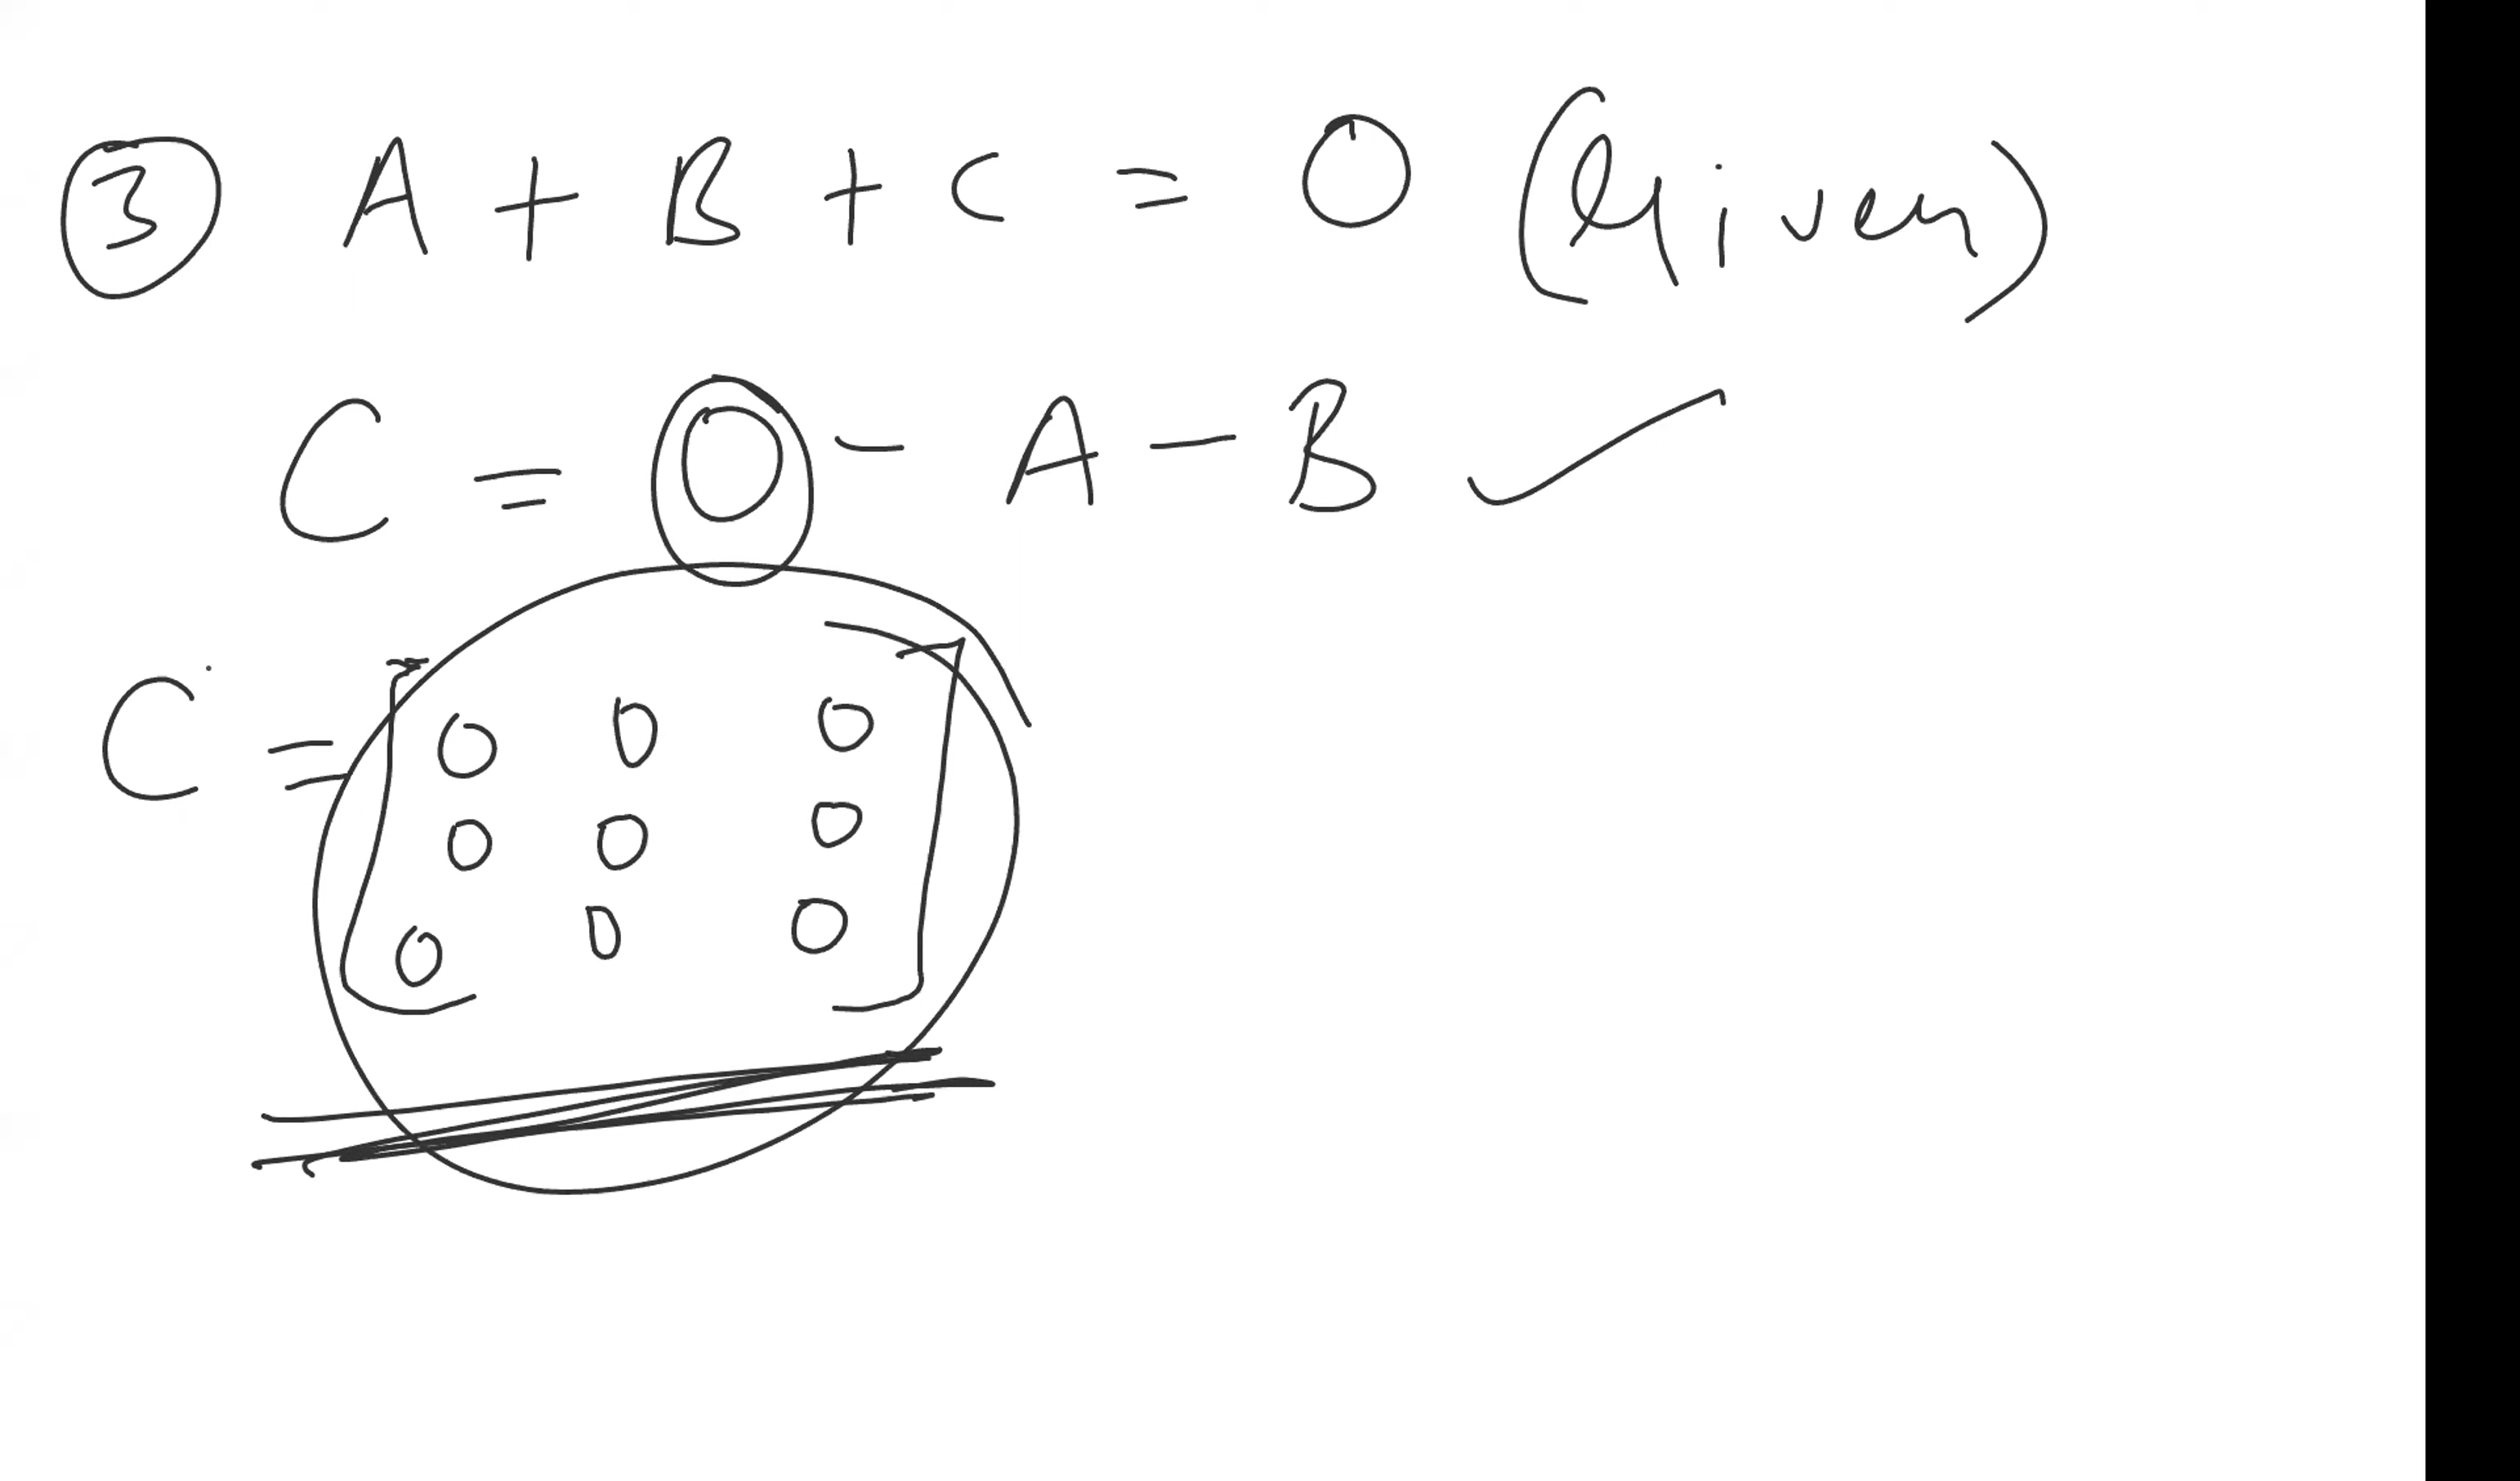 ③ A + B + C = O (Given)
C = O - A - B ✓
C = [ 0 0 0
0 0 0
0 0 0 ]